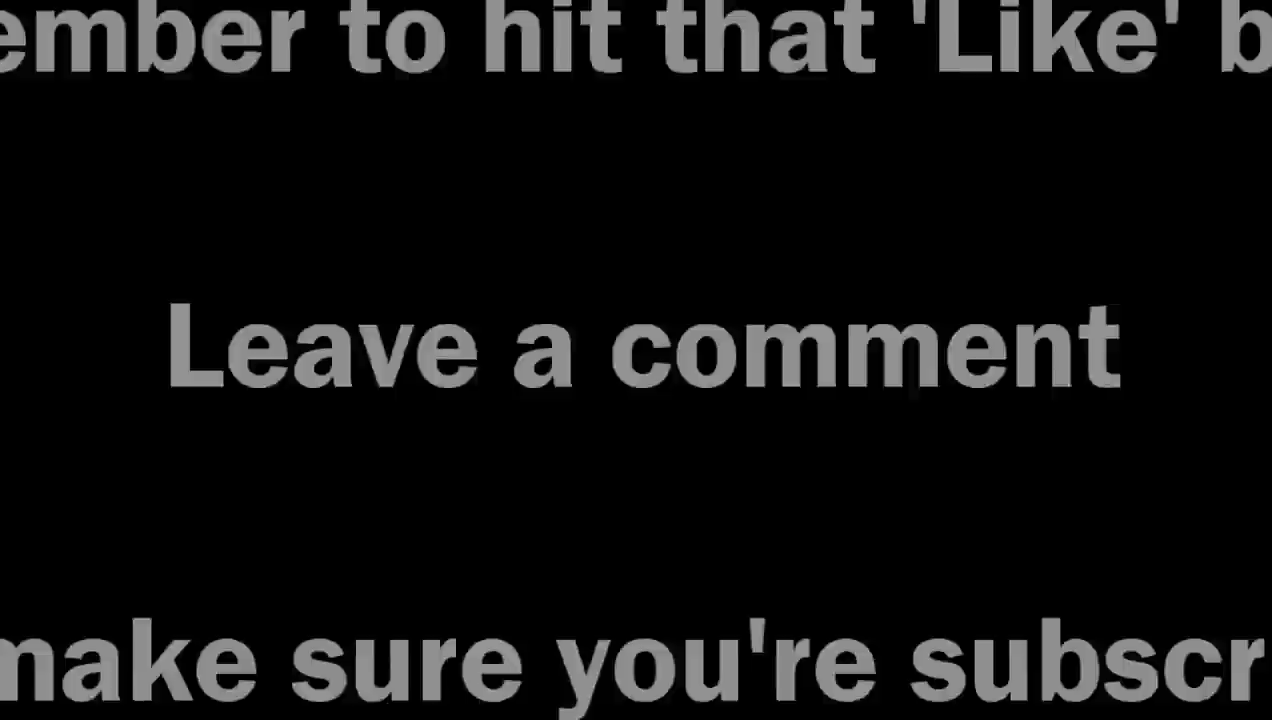 ember to hit that 'Like' b
Leave a comment
make sure you're subscr